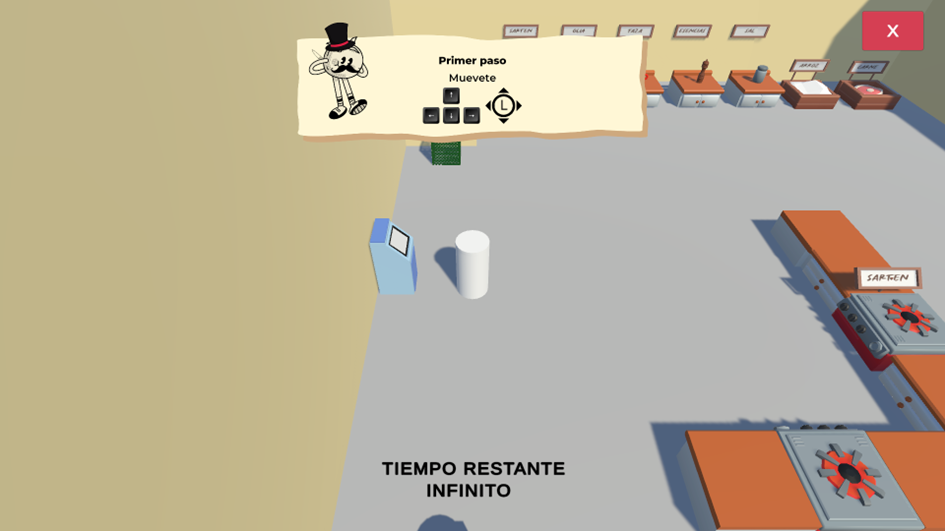 SARTEN
OLLA
TAZA
ESENCIAS
SAL
ARROZ
CARNE
X
Primer paso
Muevete
L
SARTEN
TIEMPO RESTANTE
INFINITO